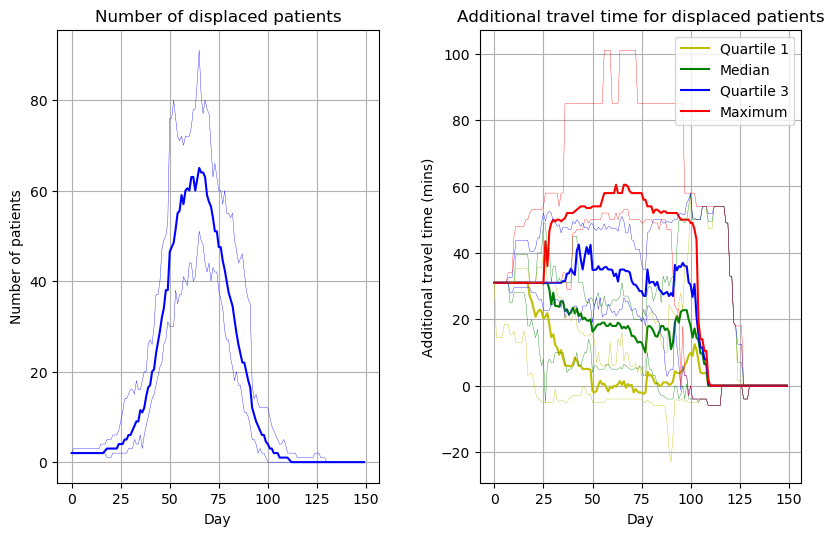 Number of displaced patients
Number of patients
80
60
40
20
0
0
25
50
75
100
125
150
Day
Additional travel time for displaced patients
Additional travel time (mins)
100
80
60
40
20
0
−20
Quartile 1
Median
Quartile 3
Maximum
0
25
50
75
100
125
150
Day